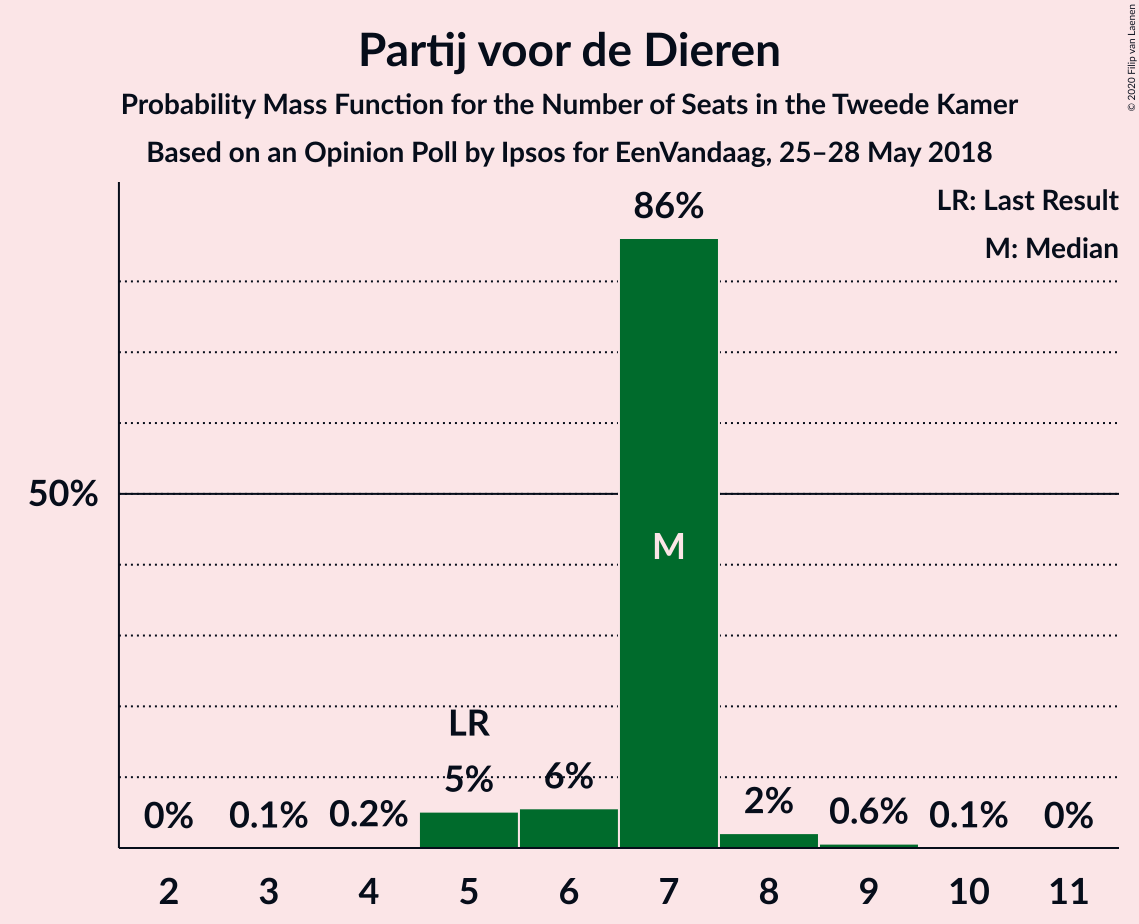 Partij voor de Dieren
Probability Mass Function for the Number of Seats in the Tweede Kamer
Based on an Opinion Poll by Ipsos for EenVandaag, 25–28 May 2018
© 2020 Filip van Laenen
LR: Last Result
M: Median
86%
50%
M
LR
0% 0.1% 0.2% 5% 6% 2% 0.6% 0.1% 0%
2 3 4 5 6 7 8 9 10 11